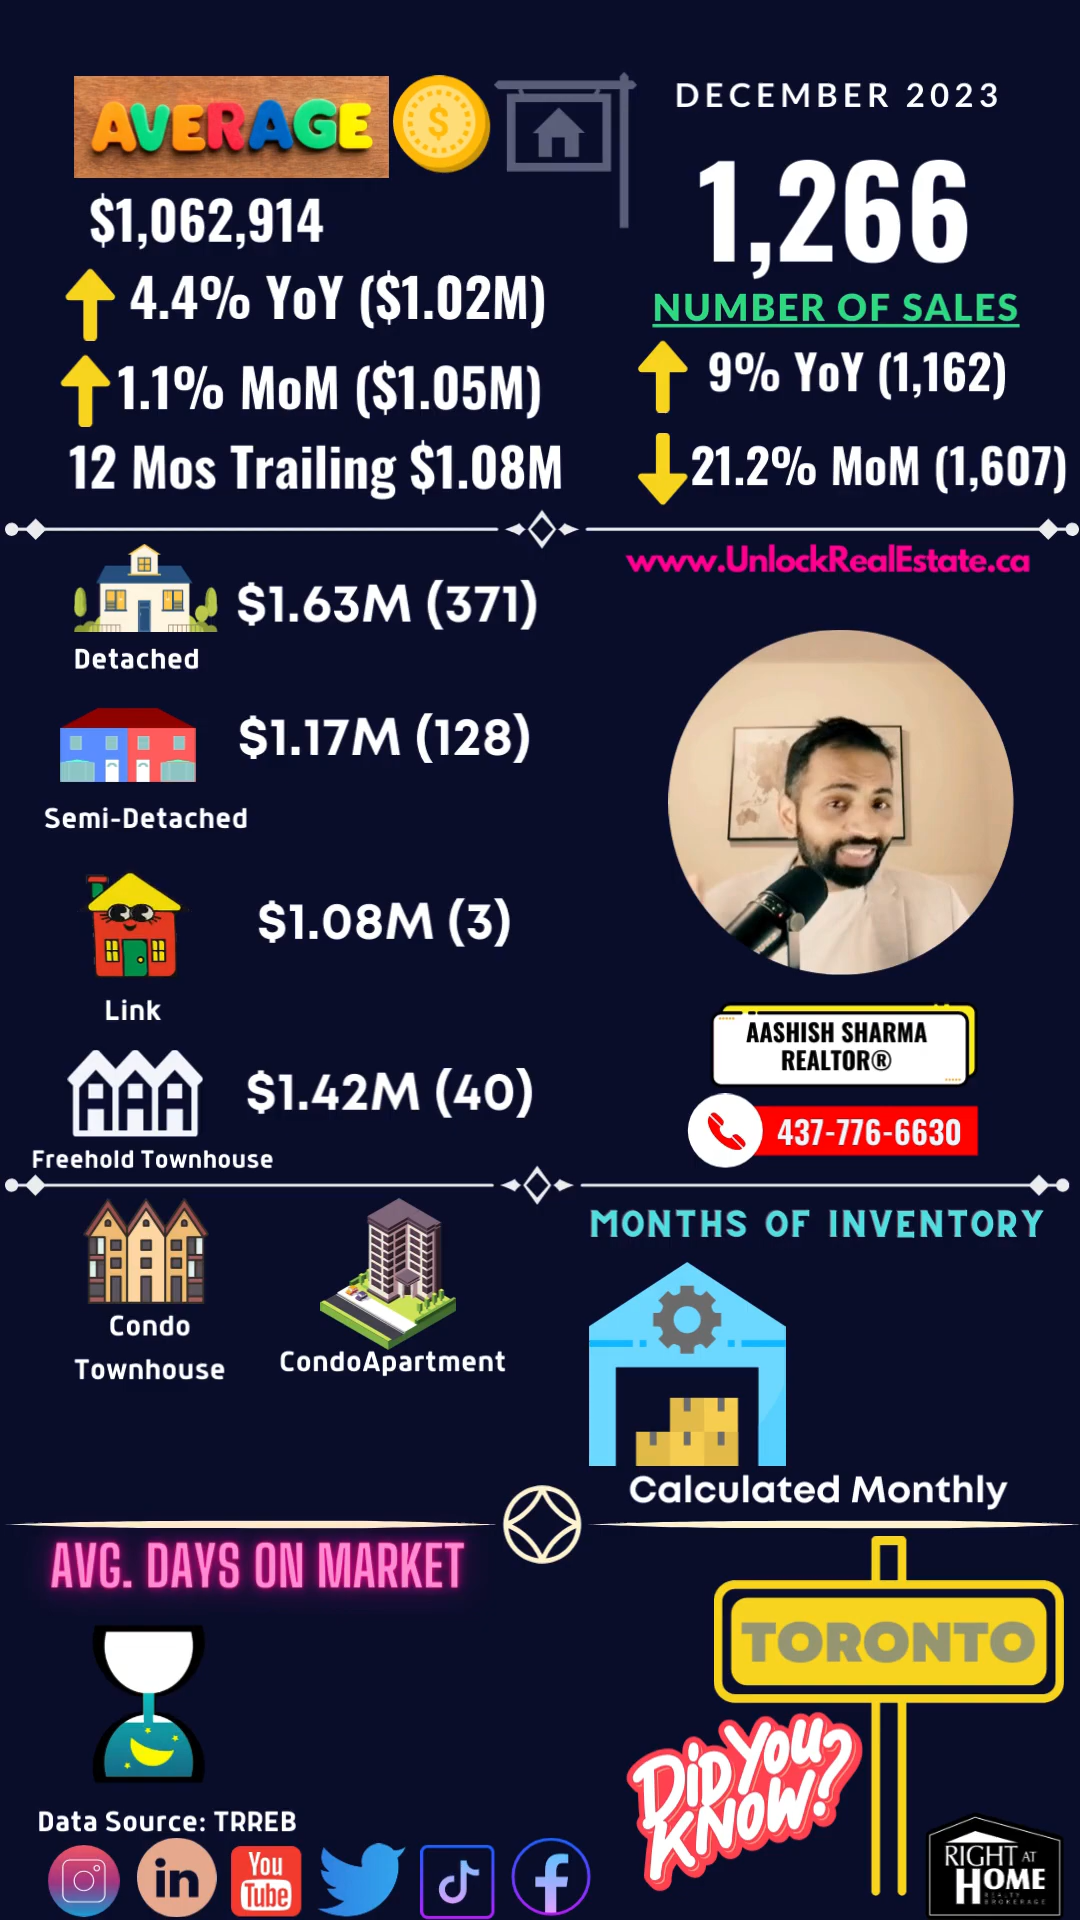 AVERAGE
$
DECEMBER 2023
$1,062,914
1,266
4.4% YoY ($1.02M)
NUMBER OF SALES
1.1% MoM ($1.05M)
9% YoY (1,162)
12 Mos Trailing $1.08M
21.2% MoM (1,607)
www.UnlockRealEstate.ca
$1.63M (371)
Detached
$1.17M (128)
Semi-Detached
$1.08M (3)
Link
AASHISH SHARMA
REALTOR®
$1.42M (40)
437-776-6630
Freehold Townhouse
MONTHS OF INVENTORY
Condo
Townhouse
CondoApartment
Calculated Monthly
AVG. DAYS ON MARKET
TORONTO
DiD YOU
KNOW?
Data Source: TRREB
in
You
Tube
RIGHT AT
HOME
REALTY
BROKERAGE